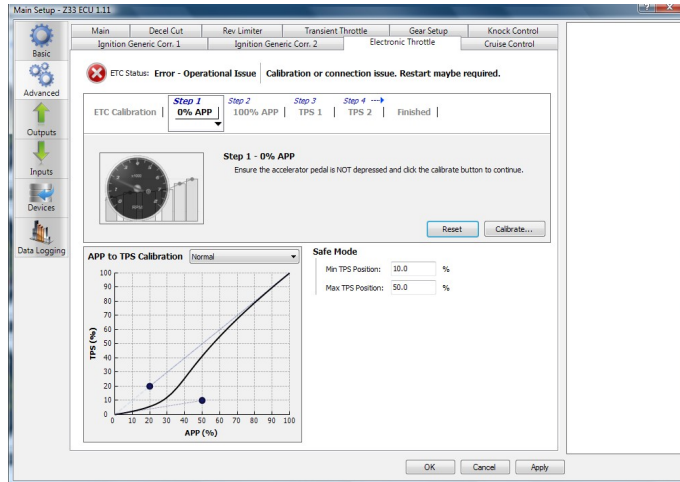 Main Setup - Z33 ECU 1.11
Main Decel Cut Rev Limiter Transient Throttle Gear Setup Knock Control
Ignition Generic Corr. 1 Ignition Generic Corr. 2 Electronic Throttle Cruise Control
Basic
Advanced
Outputs
Inputs
Devices
Data Logging
ETC Status: Error - Operational Issue Calibration or connection issue. Restart maybe required.
Step 1 Step 2 Step 3 Step 4 --->
ETC Calibration 0% APP 100% APP TPS 1 TPS 2 Finished
Step 1 - 0% APP
Ensure the accelerator pedal is NOT depressed and click the calibrate button to continue.
Reset Calibrate...
APP to TPS Calibration Normal
TPS (%)
100
90
80
70
60
50
40
30
20
10
0
0 10 20 30 40 50 60 70 80 90 100
APP (%)
Safe Mode
Min TPS Position: 10.0 %
Max TPS Position: 50.0 %
OK Cancel Apply